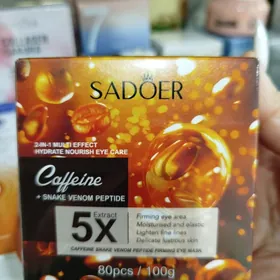 SADOER
2-IN-1 MULTI EFFECT
HYDRATE NOURISH EYE CARE
Caffeine
+ SNAKE VENOM PEPTIDE
Extract
5X
Firming eye area
Moisturised and elastic
Lighten fine lines
Delicate lustrous skin
CAFFEINE SNAKE VENOM PEPTIDE FIRMING EYE MASK
80pcs / 100g